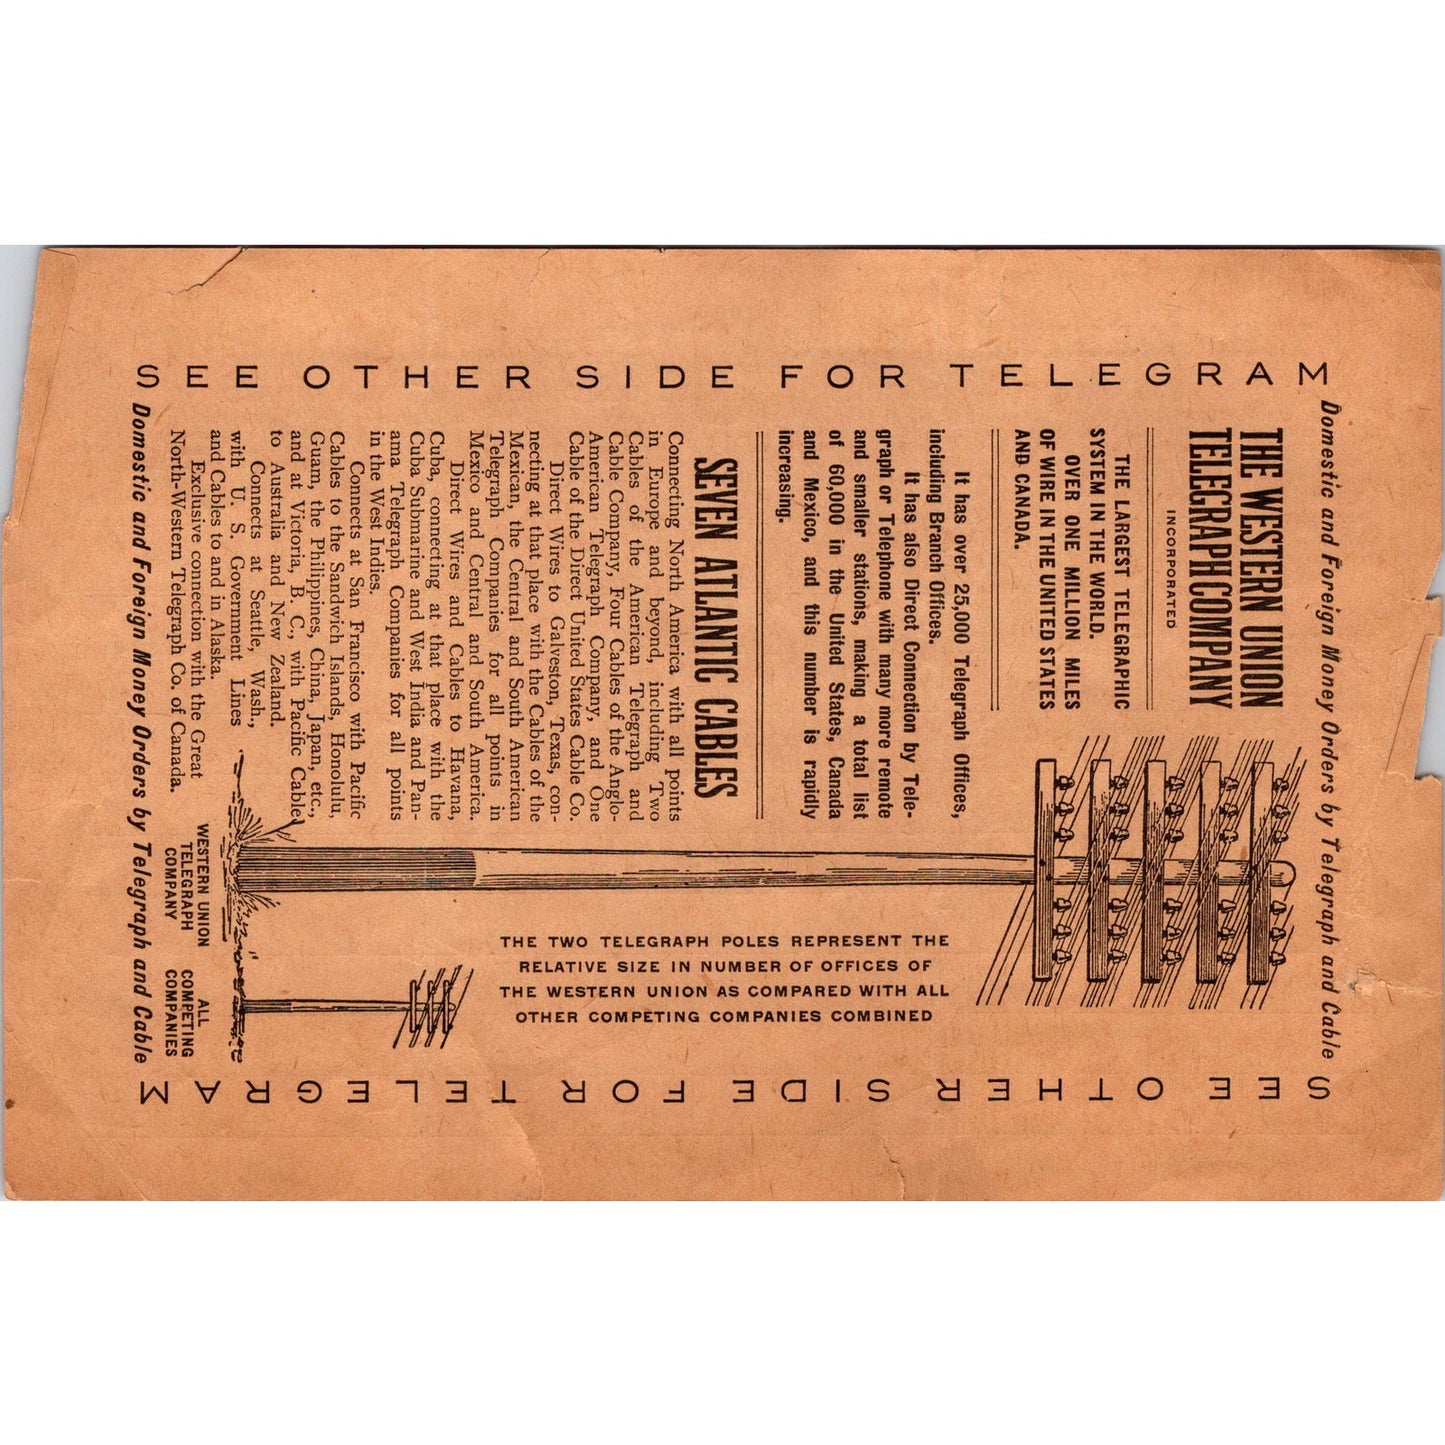 SEE OTHER SIDE FOR TELEGRAM
Domestic and Foreign Money Orders by Telegraph and Cable
THE WESTERN UNION
TELEGRAPH COMPANY
INCORPORATED
THE LARGEST TELEGRAPHIC
SYSTEM IN THE WORLD.
OVER ONE MILLION MILES
OF WIRE IN THE UNITED STATES
AND CANADA.
It has over 25,000 Telegraph Offices,
including Branch Offices.
It has also Direct Connection by Tele-
graph or Telephone with many more remote
and smaller stations, making a total list
of 60,000 in the United States, Canada
and Mexico, and this number is rapidly
increasing.
SEVEN ATLANTIC CABLES
Connecting North America with all points
in Europe and beyond, including Two
Cables of the American Telegraph and
Cable Company, Four Cables of the Anglo-
American Telegraph Company, and One
Cable of the Direct United States Cable Co.
Direct Wires to Galveston, Texas, con-
necting at that place with the Cables of the
Mexican, the Central and South American
Telegraph Companies for all points in
Mexico and Central and South America.
Direct Wires and Cables to Havana,
Cuba, connecting at that place with the
Cuba Submarine and West India and Pan-
ama Telegraph Companies for all points
in the West Indies.
Connects at San Francisco with Pacific
Cables to the Sandwich Islands, Honolulu,
Guam, the Philippines, China, Japan, etc.,
and at Victoria, B. C., with Pacific Cable
to Australia and New Zealand.
Connects at Seattle, Wash.,
with U. S. Government Lines
and Cables to and in Alaska.
Exclusive connection with the Great
North-Western Telegraph Co. of Canada.
THE TWO TELEGRAPH POLES REPRESENT THE
RELATIVE SIZE IN NUMBER OF OFFICES OF
THE WESTERN UNION AS COMPARED WITH ALL
OTHER COMPETING COMPANIES COMBINED
WESTERN UNION
TELEGRAPH
COMPANY
ALL
COMPETING
COMPANIES
Domestic and Foreign Money Orders by Telegraph and Cable
SEE OTHER SIDE FOR TELEGRAM